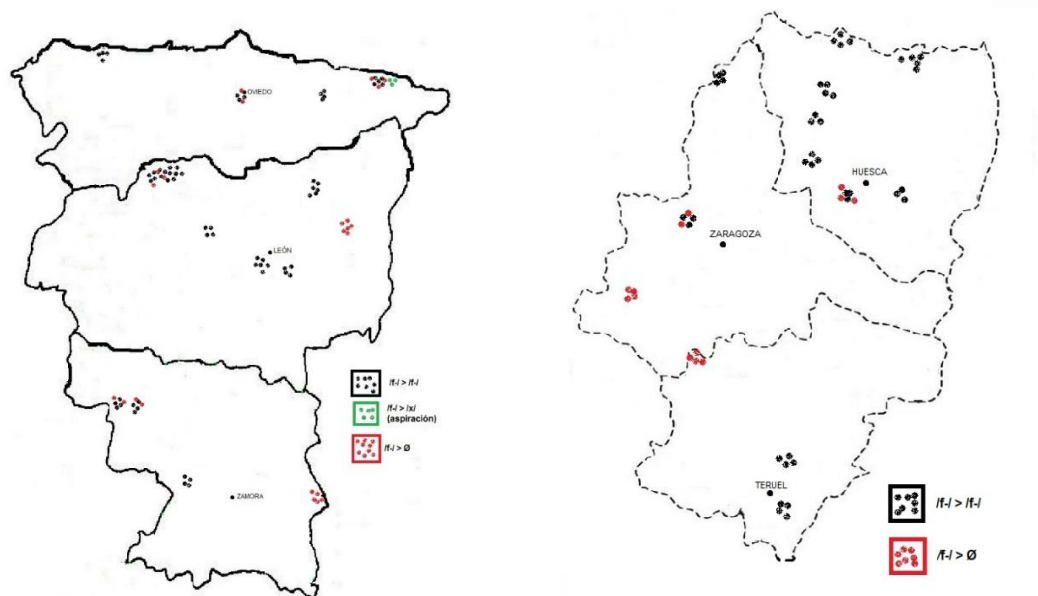 OVIEDO
LEÓN
ZAMORA
/f-/ > /f-/
/f-/ > /x/
(aspiración)
/f-/ > Ø
HUESCA
ZARAGOZA
TERUEL
/f-/ > /f-/
/f-/ > Ø